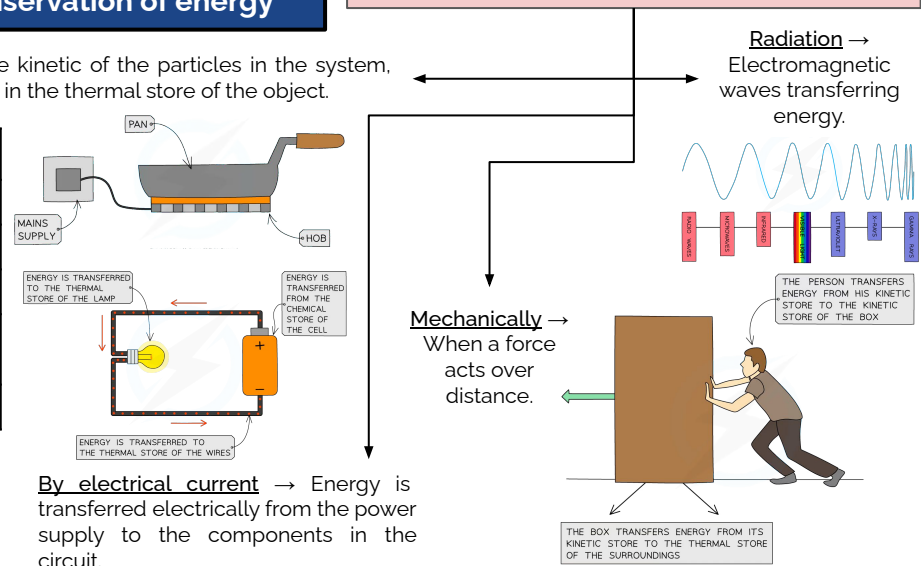 servation of energy
e kinetic of the particles in the system,
in the thermal store of the object.
PAN
MAINS
SUPPLY
HOB
ENERGY IS TRANSFERRED
TO THE THERMAL
STORE OF THE LAMP
ENERGY IS
TRANSFERRED
FROM THE
CHEMICAL
STORE OF
THE CELL
+
–
ENERGY IS TRANSFERRED TO
THE THERMAL STORE OF THE WIRES
By electrical current → Energy is
transferred electrically from the power
supply to the components in the
circuit.
Mechanically →
When a force
acts over
distance.
Radiation →
Electromagnetic
waves transferring
energy.
RADIO WAVES
MICROWAVES
INFRARED
VISIBLE LIGHT
ULTRAVIOLET
X-RAYS
GAMMA RAYS
THE PERSON TRANSFERS
ENERGY FROM HIS KINETIC
STORE TO THE KINETIC
STORE OF THE BOX
THE BOX TRANSFERS ENERGY FROM ITS
KINETIC STORE TO THE THERMAL STORE
OF THE SURROUNDINGS